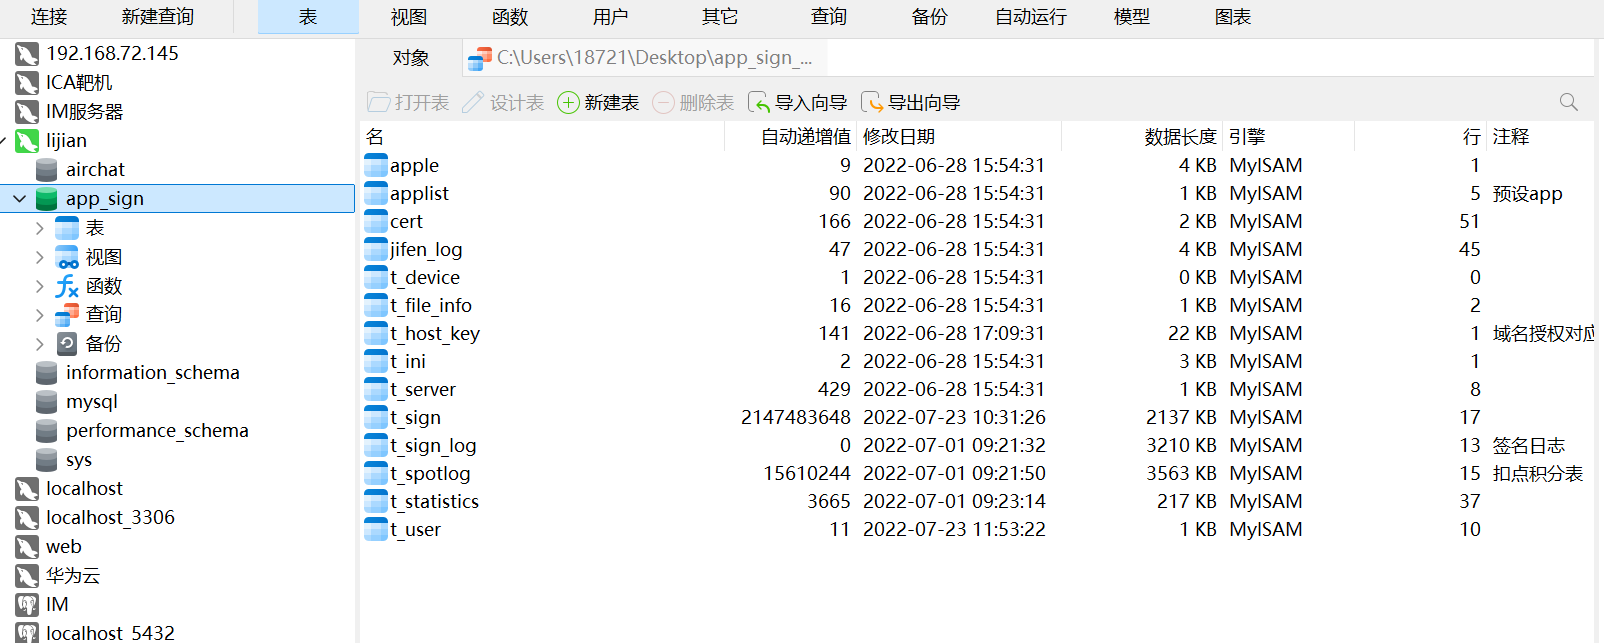 连接 新建查询 表 视图 函数 用户 其它 查询 备份 自动运行 模型 图表
192.168.72.145
ICA靶机
IM服务器
lijian
airchat
app_sign
表
视图
函数
查询
备份
information_schema
mysql
performance_schema
sys
localhost
localhost_3306
web
华为云
IM
localhost_5432
对象 C:\Users\18721\Desktop\app_sign_...
打开表 设计表 新建表 删除表 导入向导 导出向导
名 自动递增值 修改日期 数据长度 引擎 行 注释
apple 9 2022-06-28 15:54:31 4 KB MyISAM 1
applist 90 2022-06-28 15:54:31 1 KB MyISAM 5 预设app
cert 166 2022-06-28 15:54:31 2 KB MyISAM 51
jifen_log 47 2022-06-28 15:54:31 4 KB MyISAM 45
t_device 1 2022-06-28 15:54:31 0 KB MyISAM 0
t_file_info 16 2022-06-28 15:54:31 1 KB MyISAM 2
t_host_key 141 2022-06-28 17:09:31 22 KB MyISAM 1 域名授权对应
t_ini 2 2022-06-28 15:54:31 3 KB MyISAM 1
t_server 429 2022-06-28 15:54:31 1 KB MyISAM 8
t_sign 2147483648 2022-07-23 10:31:26 2137 KB MyISAM 17
t_sign_log 0 2022-07-01 09:21:32 3210 KB MyISAM 13 签名日志
t_spotlog 15610244 2022-07-01 09:21:50 3563 KB MyISAM 15 扣点积分表
t_statistics 3665 2022-07-01 09:23:14 217 KB MyISAM 37
t_user 11 2022-07-23 11:53:22 1 KB MyISAM 10